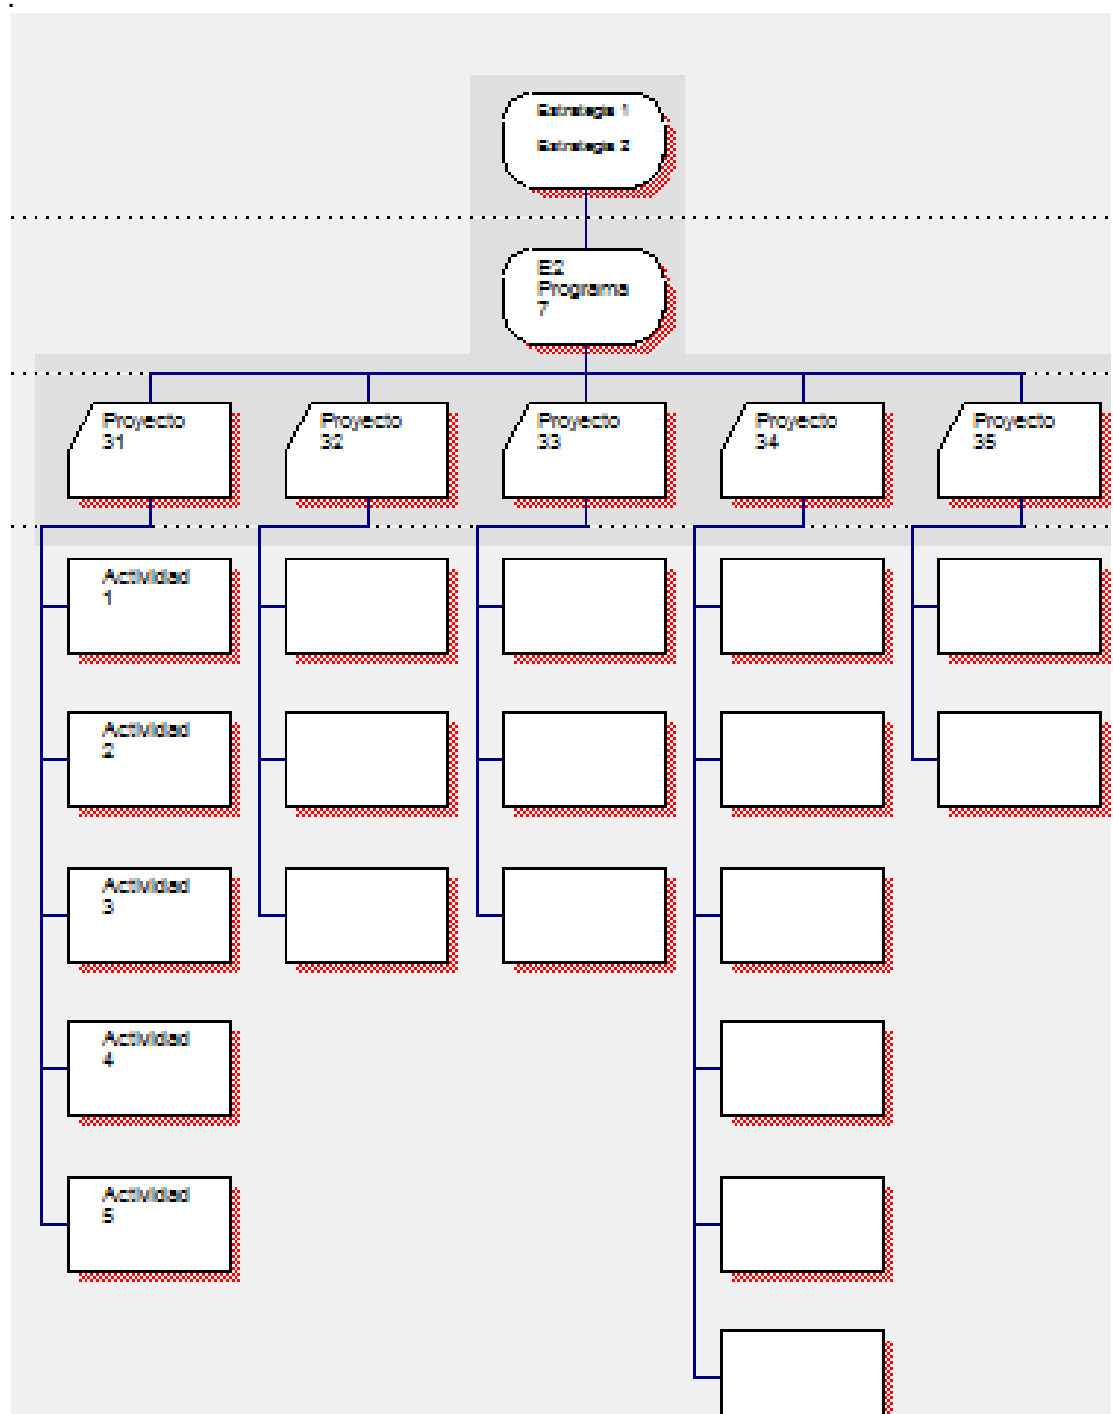 Estrategia 1
Estrategia 2
E2
Programa
7
Proyecto
31
Proyecto
32
Proyecto
33
Proyecto
34
Proyecto
35
Actividad
1
Actividad
2
Actividad
3
Actividad
4
Actividad
5